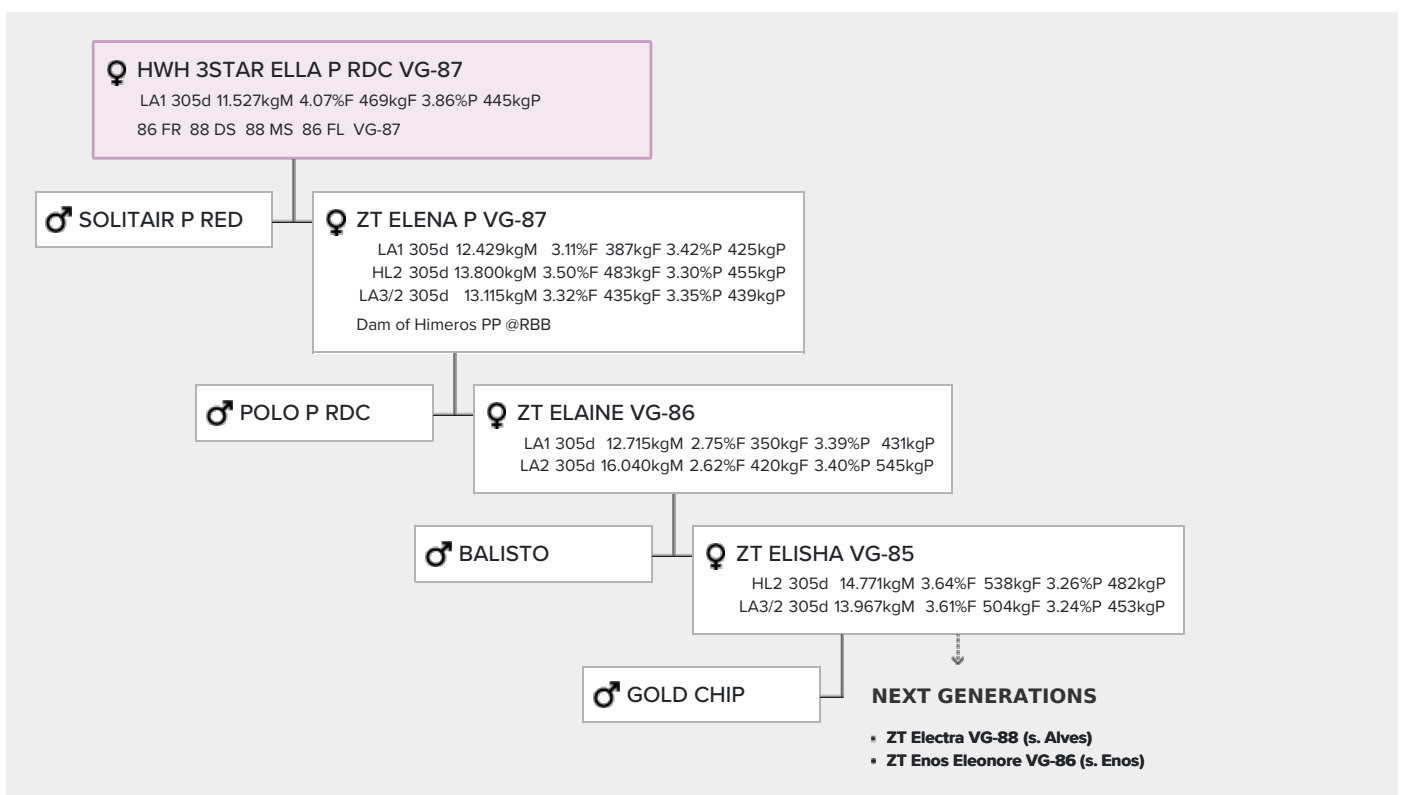 HWH 3STAR ELLA P RDC VG-87
LA1 305d 11.527kgM 4.07%F 469kgF 3.86%P 445kgP
86 FR 88 DS 88 MS 86 FL VG-87
SOLITAIR P RED
ZT ELENA P VG-87
LA1 305d 12.429kgM 3.11%F 387kgF 3.42%P 425kgP
HL2 305d 13.800kgM 3.50%F 483kgF 3.30%P 455kgP
LA3/2 305d 13.115kgM 3.32%F 435kgF 3.35%P 439kgP
Dam of Himeros PP @RBB
POLO P RDC
ZT ELAINE VG-86
LA1 305d 12.715kgM 2.75%F 350kgF 3.39%P 431kgP
LA2 305d 16.040kgM 2.62%F 420kgF 3.40%P 545kgP
BALISTO
ZT ELISHA VG-85
HL2 305d 14.771kgM 3.64%F 538kgF 3.26%P 482kgP
LA3/2 305d 13.967kgM 3.61%F 504kgF 3.24%P 453kgP
GOLD CHIP
NEXT GENERATIONS
• ZT Electra VG-88 (s. Alves)
• ZT Enos Eleonore VG-86 (s. Enos)